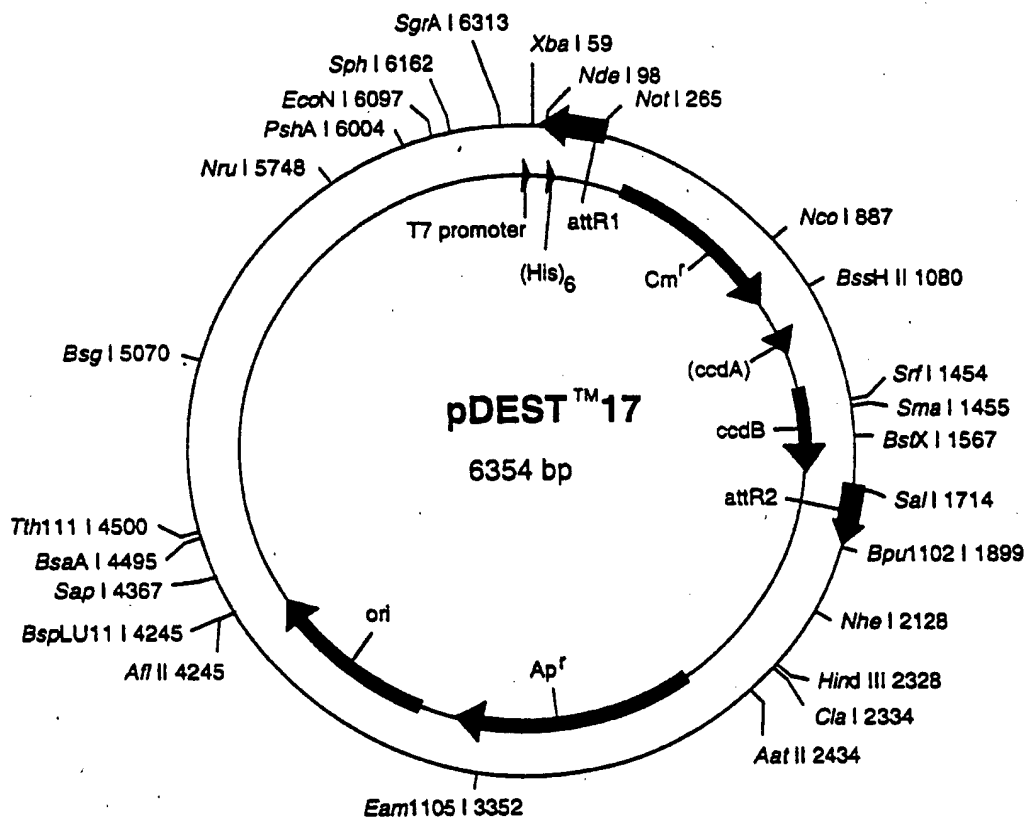 SgrA I 6313
Xba I 59
Sph I 6162
Nde I 98
EcoN I 6097
Not I 265
PshA I 6004
Nru I 5748
T7 promoter
attR1
(His)6
Nco I 887
Cmr
BssH II 1080
Bsg I 5070
(ccdA)
Srf I 1454
Sma I 1455
pDEST™17
ccdB
BstX I 1567
6354 bp
attR2
Sal I 1714
Tth111 I 4500
BsaA I 4495
Bpu1102 I 1899
Sap I 4367
BspLU11 I 4245
ori
Nhe I 2128
Afl II 4245
Apr
Hind III 2328
Cla I 2334
Aat II 2434
Eam1105 I 3352